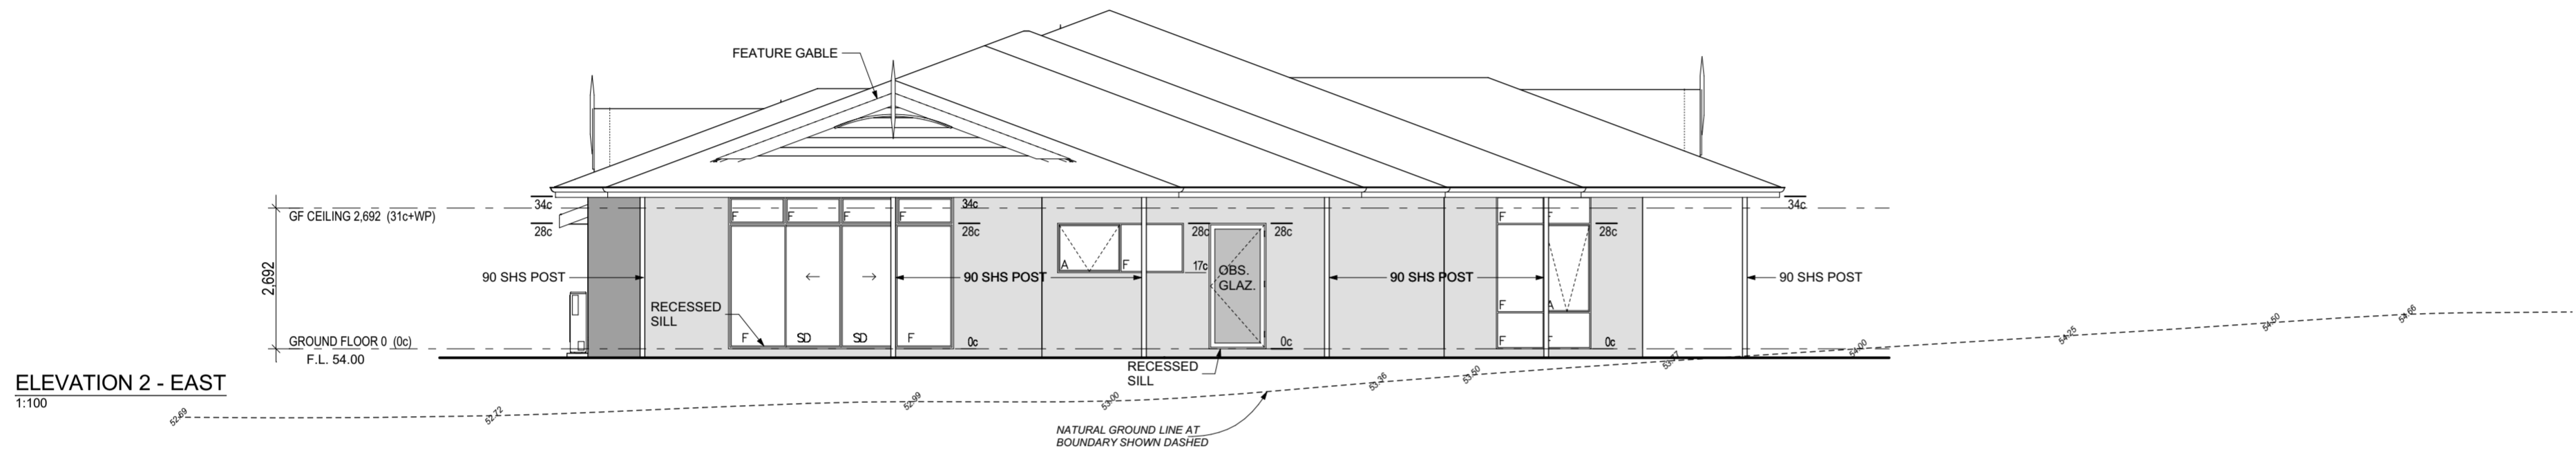 FEATURE GABLE
34c
34c
34c
GF CEILING 2,692 (31c+WP)
28c
28c
28c
28c
28c
F
F
F
F
F
F
2,692
90 SHS POST
90 SHS POST
90 SHS POST
90 SHS POST
A
F
17c
OBS.
GLAZ.
RECESSED
SILL
F
A
F
SD
SD
F
F
F
GROUND FLOOR 0 (0c)
0c
0c
0c
F.L. 54.00
RECESSED
SILL
ELEVATION 2 - EAST
1:100
52.69
52.72
52.99
53.00
53.36
53.50
53.77
54.00
54.25
54.50
54.66
NATURAL GROUND LINE AT
BOUNDARY SHOWN DASHED